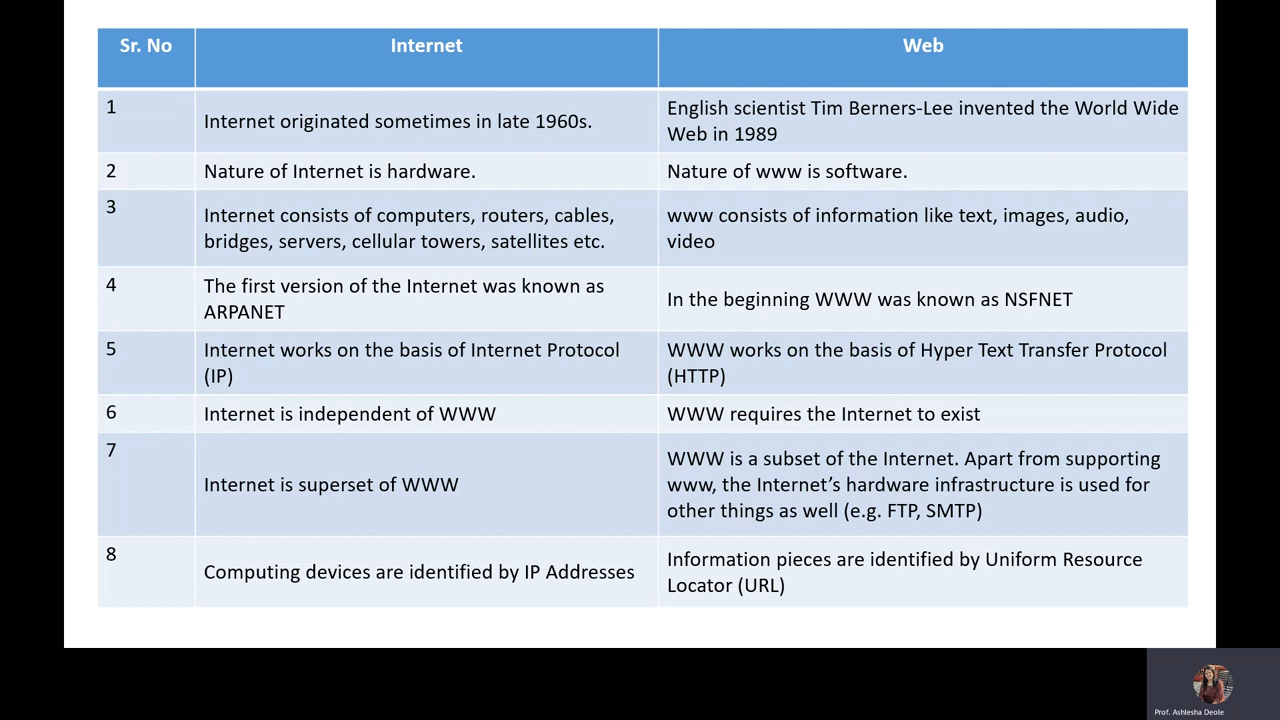 Sr. No Internet Web
1 Internet originated sometimes in late 1960s. English scientist Tim Berners-Lee invented the World Wide
Web in 1989
2 Nature of Internet is hardware. Nature of www is software.
3 Internet consists of computers, routers, cables,
bridges, servers, cellular towers, satellites etc.
www consists of information like text, images, audio,
video
4 The first version of the Internet was known as
ARPANET
In the beginning WWW was known as NSFNET
5 Internet works on the basis of Internet Protocol
(IP)
WWW works on the basis of Hyper Text Transfer Protocol
(HTTP)
6 Internet is independent of WWW WWW requires the Internet to exist
7 Internet is superset of WWW
WWW is a subset of the Internet. Apart from supporting
www, the Internet’s hardware infrastructure is used for
other things as well (e.g. FTP, SMTP)
8 Computing devices are identified by IP Addresses
Information pieces are identified by Uniform Resource
Locator (URL)
Prof. Ashlesha Deole